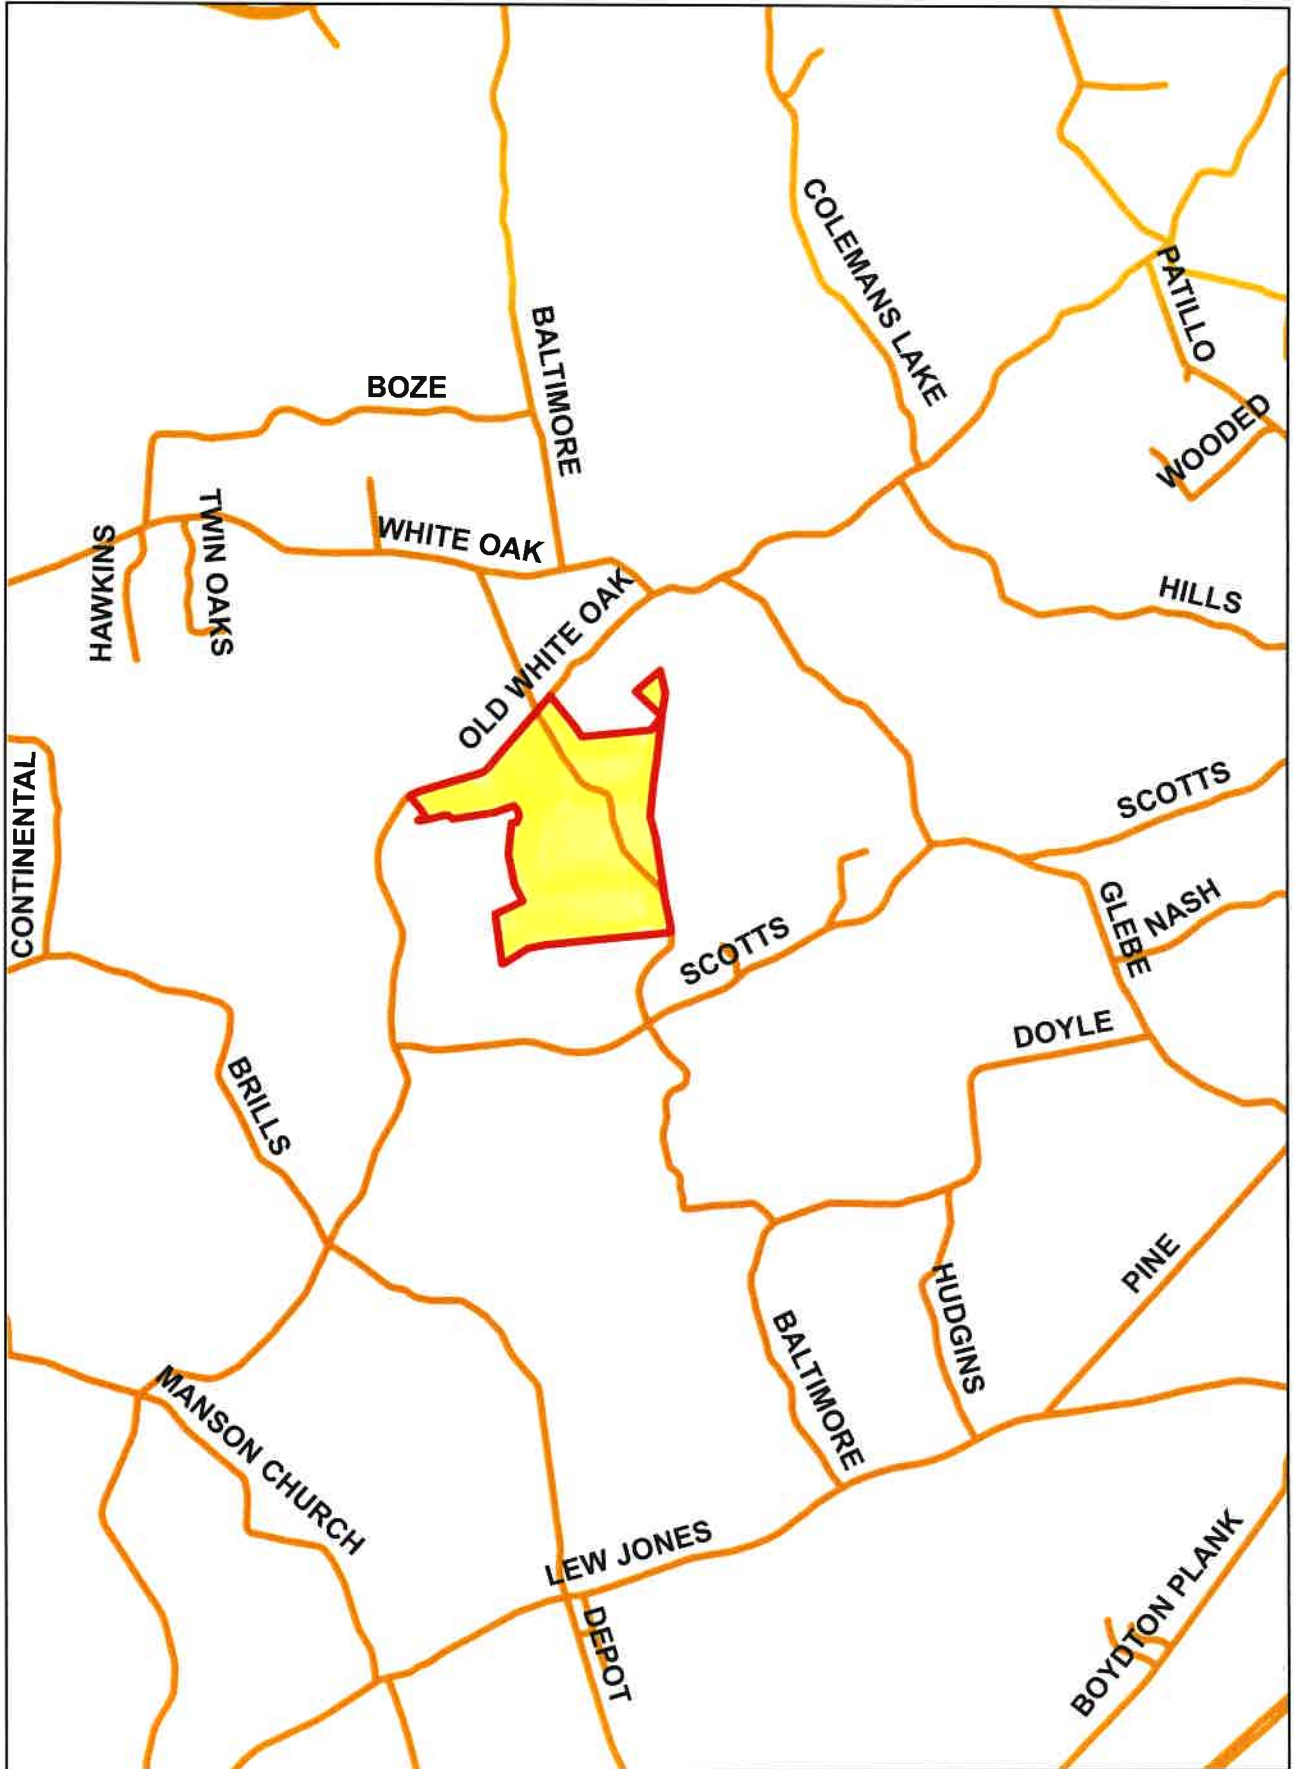 COLEMANS LAKE
PATILLO
BALTIMORE
BOZE
WOODED
TWIN OAKS
WHITE OAK
HAWKINS
HILLS
OLD WHITE OAK
CONTINENTAL
SCOTTS
GLEBE
NASH
SCOTTS
DOYLE
BRILLS
PINE
HUDGINS
BALTIMORE
MANSON CHURCH
LEW JONES
BOYDTON PLANK
DEPOT